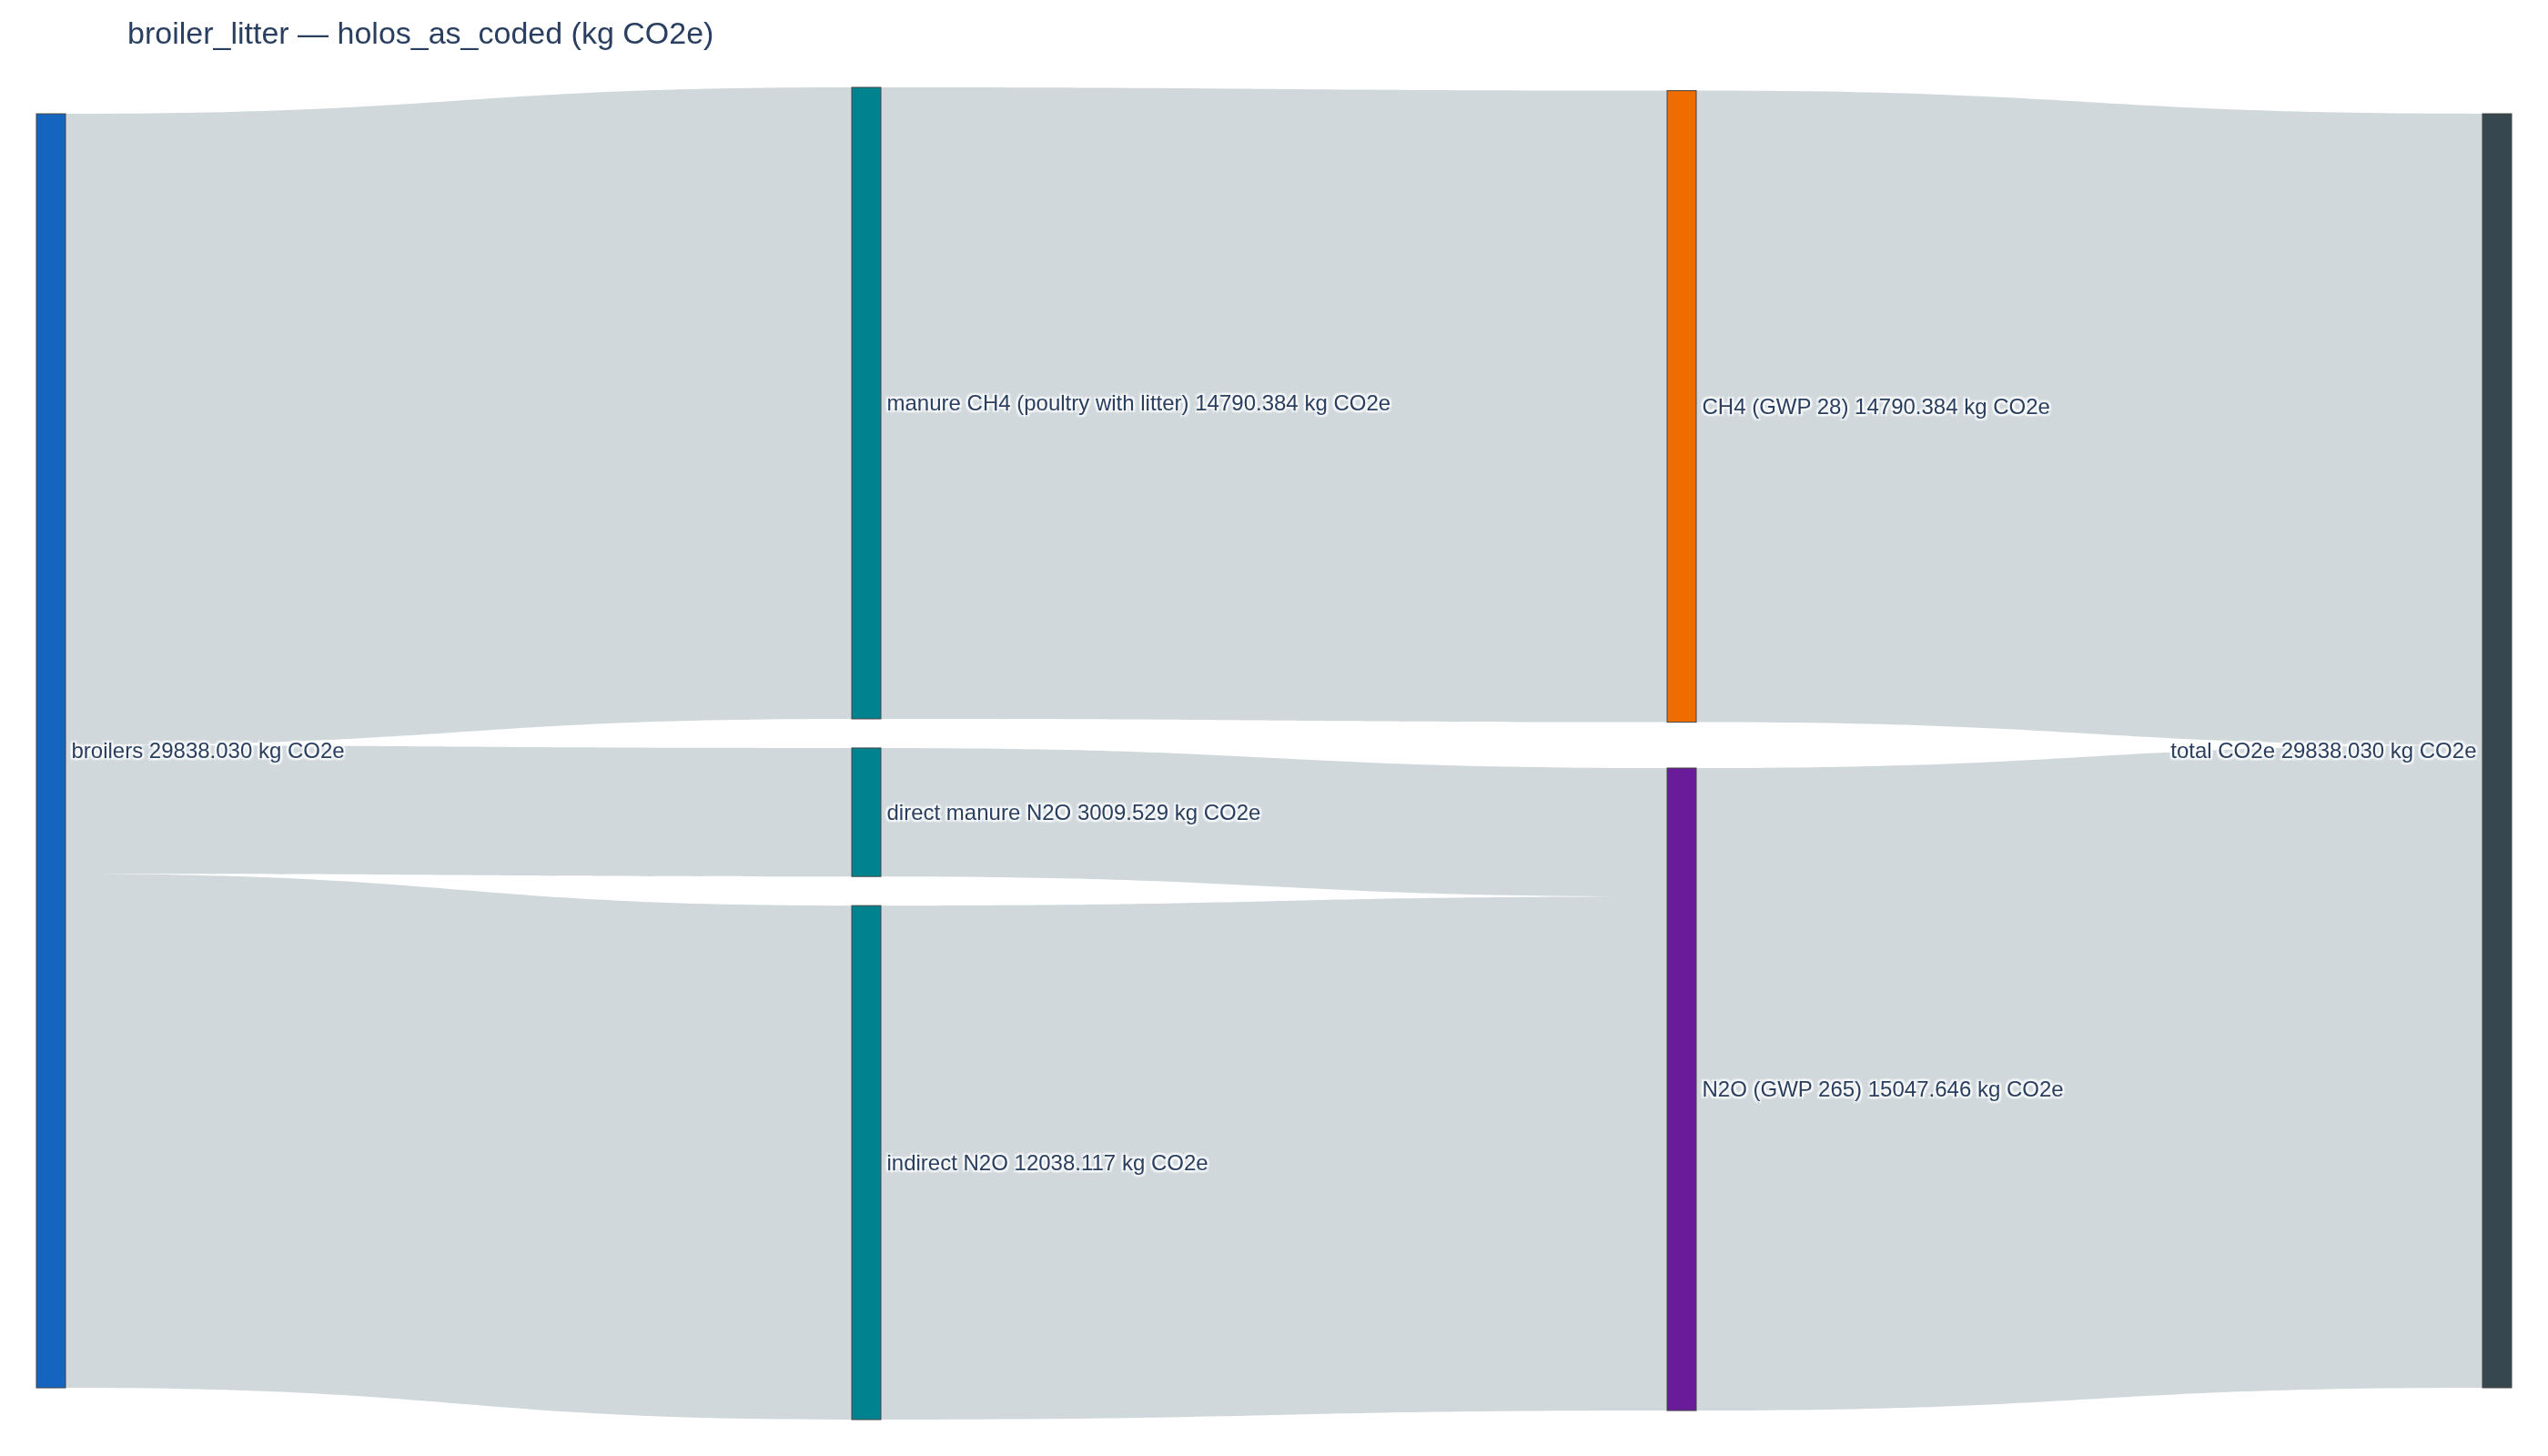 broiler_litter — holos_as_coded (kg CO2e)
manure CH4 (poultry with litter) 14790.384 kg CO2e
CH4 (GWP 28) 14790.384 kg CO2e
broilers 29838.030 kg CO2e
total CO2e 29838.030 kg CO2e
direct manure N2O 3009.529 kg CO2e
N2O (GWP 265) 15047.646 kg CO2e
indirect N2O 12038.117 kg CO2e